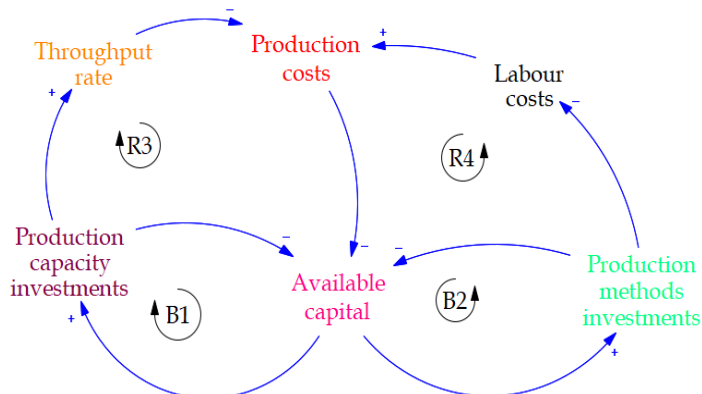 Throughput
rate
−
Production
costs
+
Labour
costs
−
+
R3
R4
Production
capacity
investments
−
−
−
Available
capital
Production
methods
investments
+
B1
B2
+